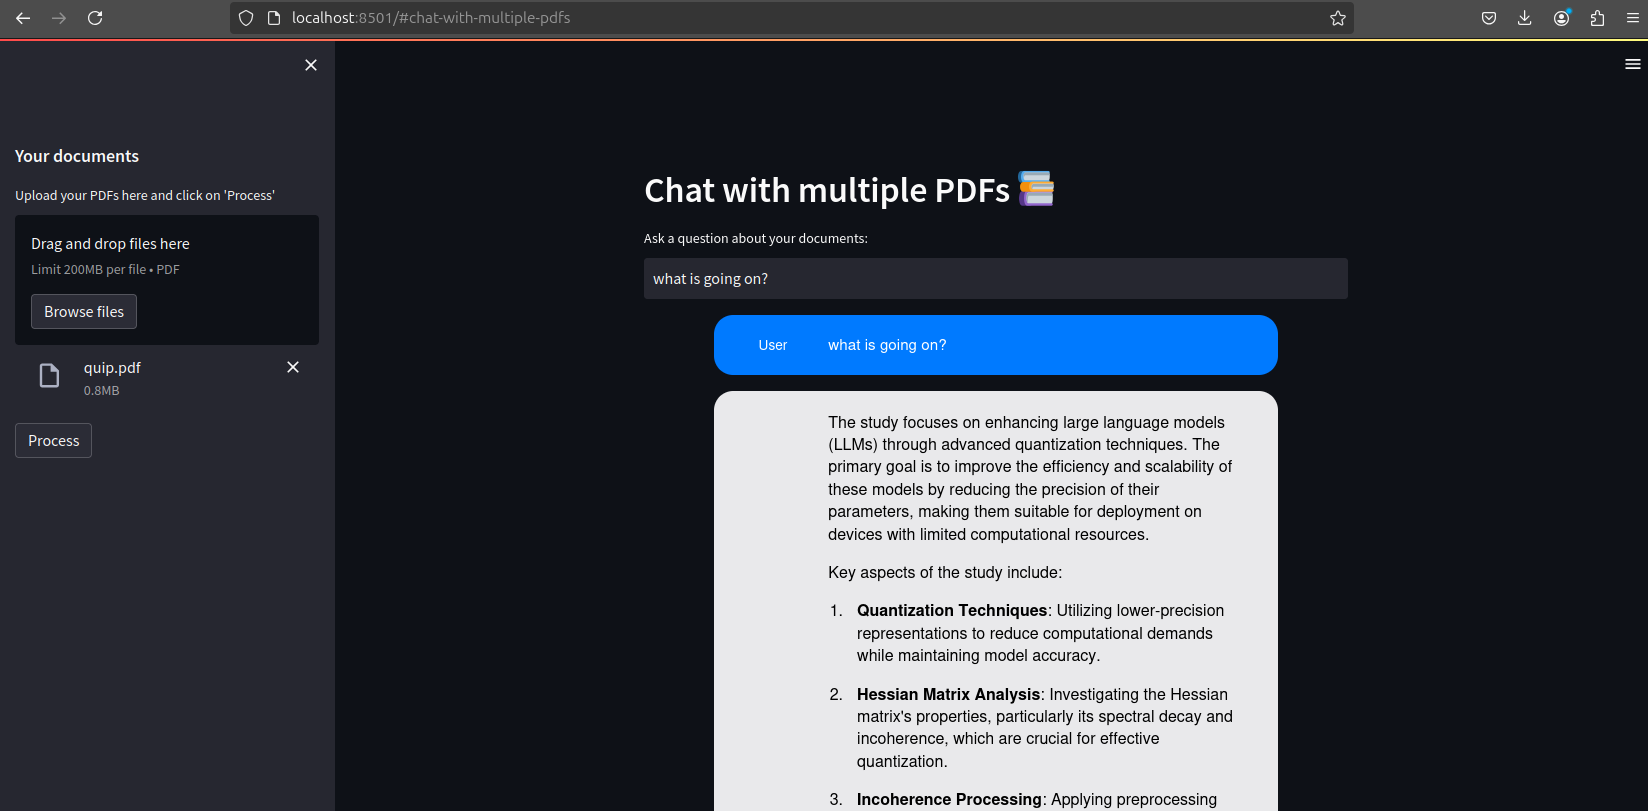 localhost:8501/#chat-with-multiple-pdfs
Your documents
Upload your PDFs here and click on 'Process'
Drag and drop files here
Limit 200MB per file • PDF
Browse files
quip.pdf
0.8MB
Process
Chat with multiple PDFs 📚
Ask a question about your documents:
what is going on?
User what is going on?
The study focuses on enhancing large language models
(LLMs) through advanced quantization techniques. The
primary goal is to improve the efficiency and scalability of
these models by reducing the precision of their
parameters, making them suitable for deployment on
devices with limited computational resources.
Key aspects of the study include:
1. Quantization Techniques: Utilizing lower-precision
representations to reduce computational demands
while maintaining model accuracy.
2. Hessian Matrix Analysis: Investigating the Hessian
matrix's properties, particularly its spectral decay and
incoherence, which are crucial for effective
quantization.
3. Incoherence Processing: Applying preprocessing